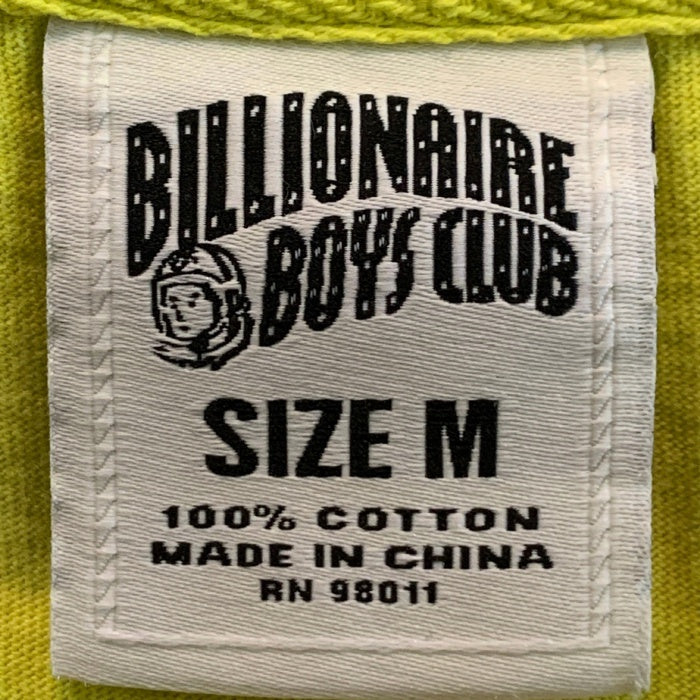 BILLIONAIRE
BOYS CLUB
SIZE M
100% COTTON
MADE IN CHINA
RN 98011